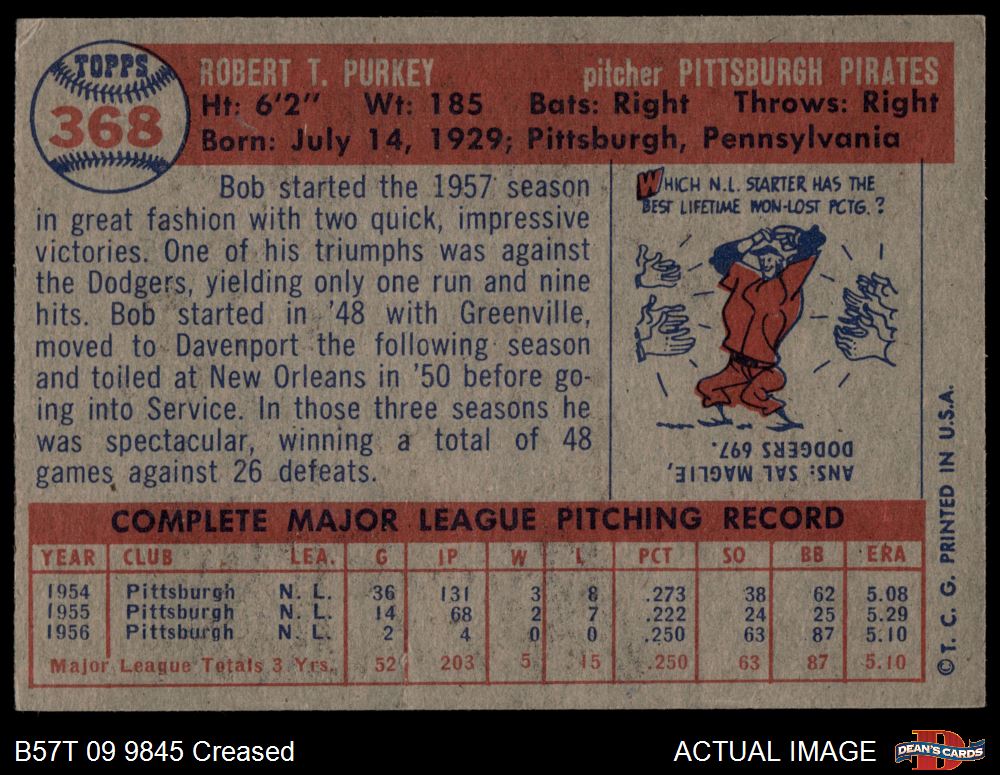 TOPPS
368
ROBERT T. PURKEY pitcher PITTSBURGH PIRATES
Ht: 6'2" Wt: 185 Bats: Right Throws: Right
Born: July 14, 1929; Pittsburgh, Pennsylvania
Bob started the 1957 season
in great fashion with two quick, impressive
victories. One of his triumphs was against
the Dodgers, yielding only one run and nine
hits. Bob started in '48 with Greenville,
moved to Davenport the following season
and toiled at New Orleans in '50 before go-
ing into Service. In those three seasons he
was spectacular, winning a total of 48
games against 26 defeats.
WHICH N.L. STARTER HAS THE
BEST LIFETIME WON-LOST PCTG.?
ANS: SAL MAGLIE,
DODGERS 697.
COMPLETE MAJOR LEAGUE PITCHING RECORD
YEAR CLUB LEA. G IP W L PCT SO BB ERA
1954 Pittsburgh N. L. 36 131 3 8 .273 38 62 5.08
1955 Pittsburgh N. L. 14 68 2 7 .222 24 25 5.29
1956 Pittsburgh N. L. 2 4 0 0 .250 63 87 5.10
Major League Totals 3 Yrs. 52 203 5 15 .250 63 87 5.10
© T. C. G. PRINTED IN U.S.A.
B57T 09 9845 Creased
ACTUAL IMAGE
DEAN'S CARDS